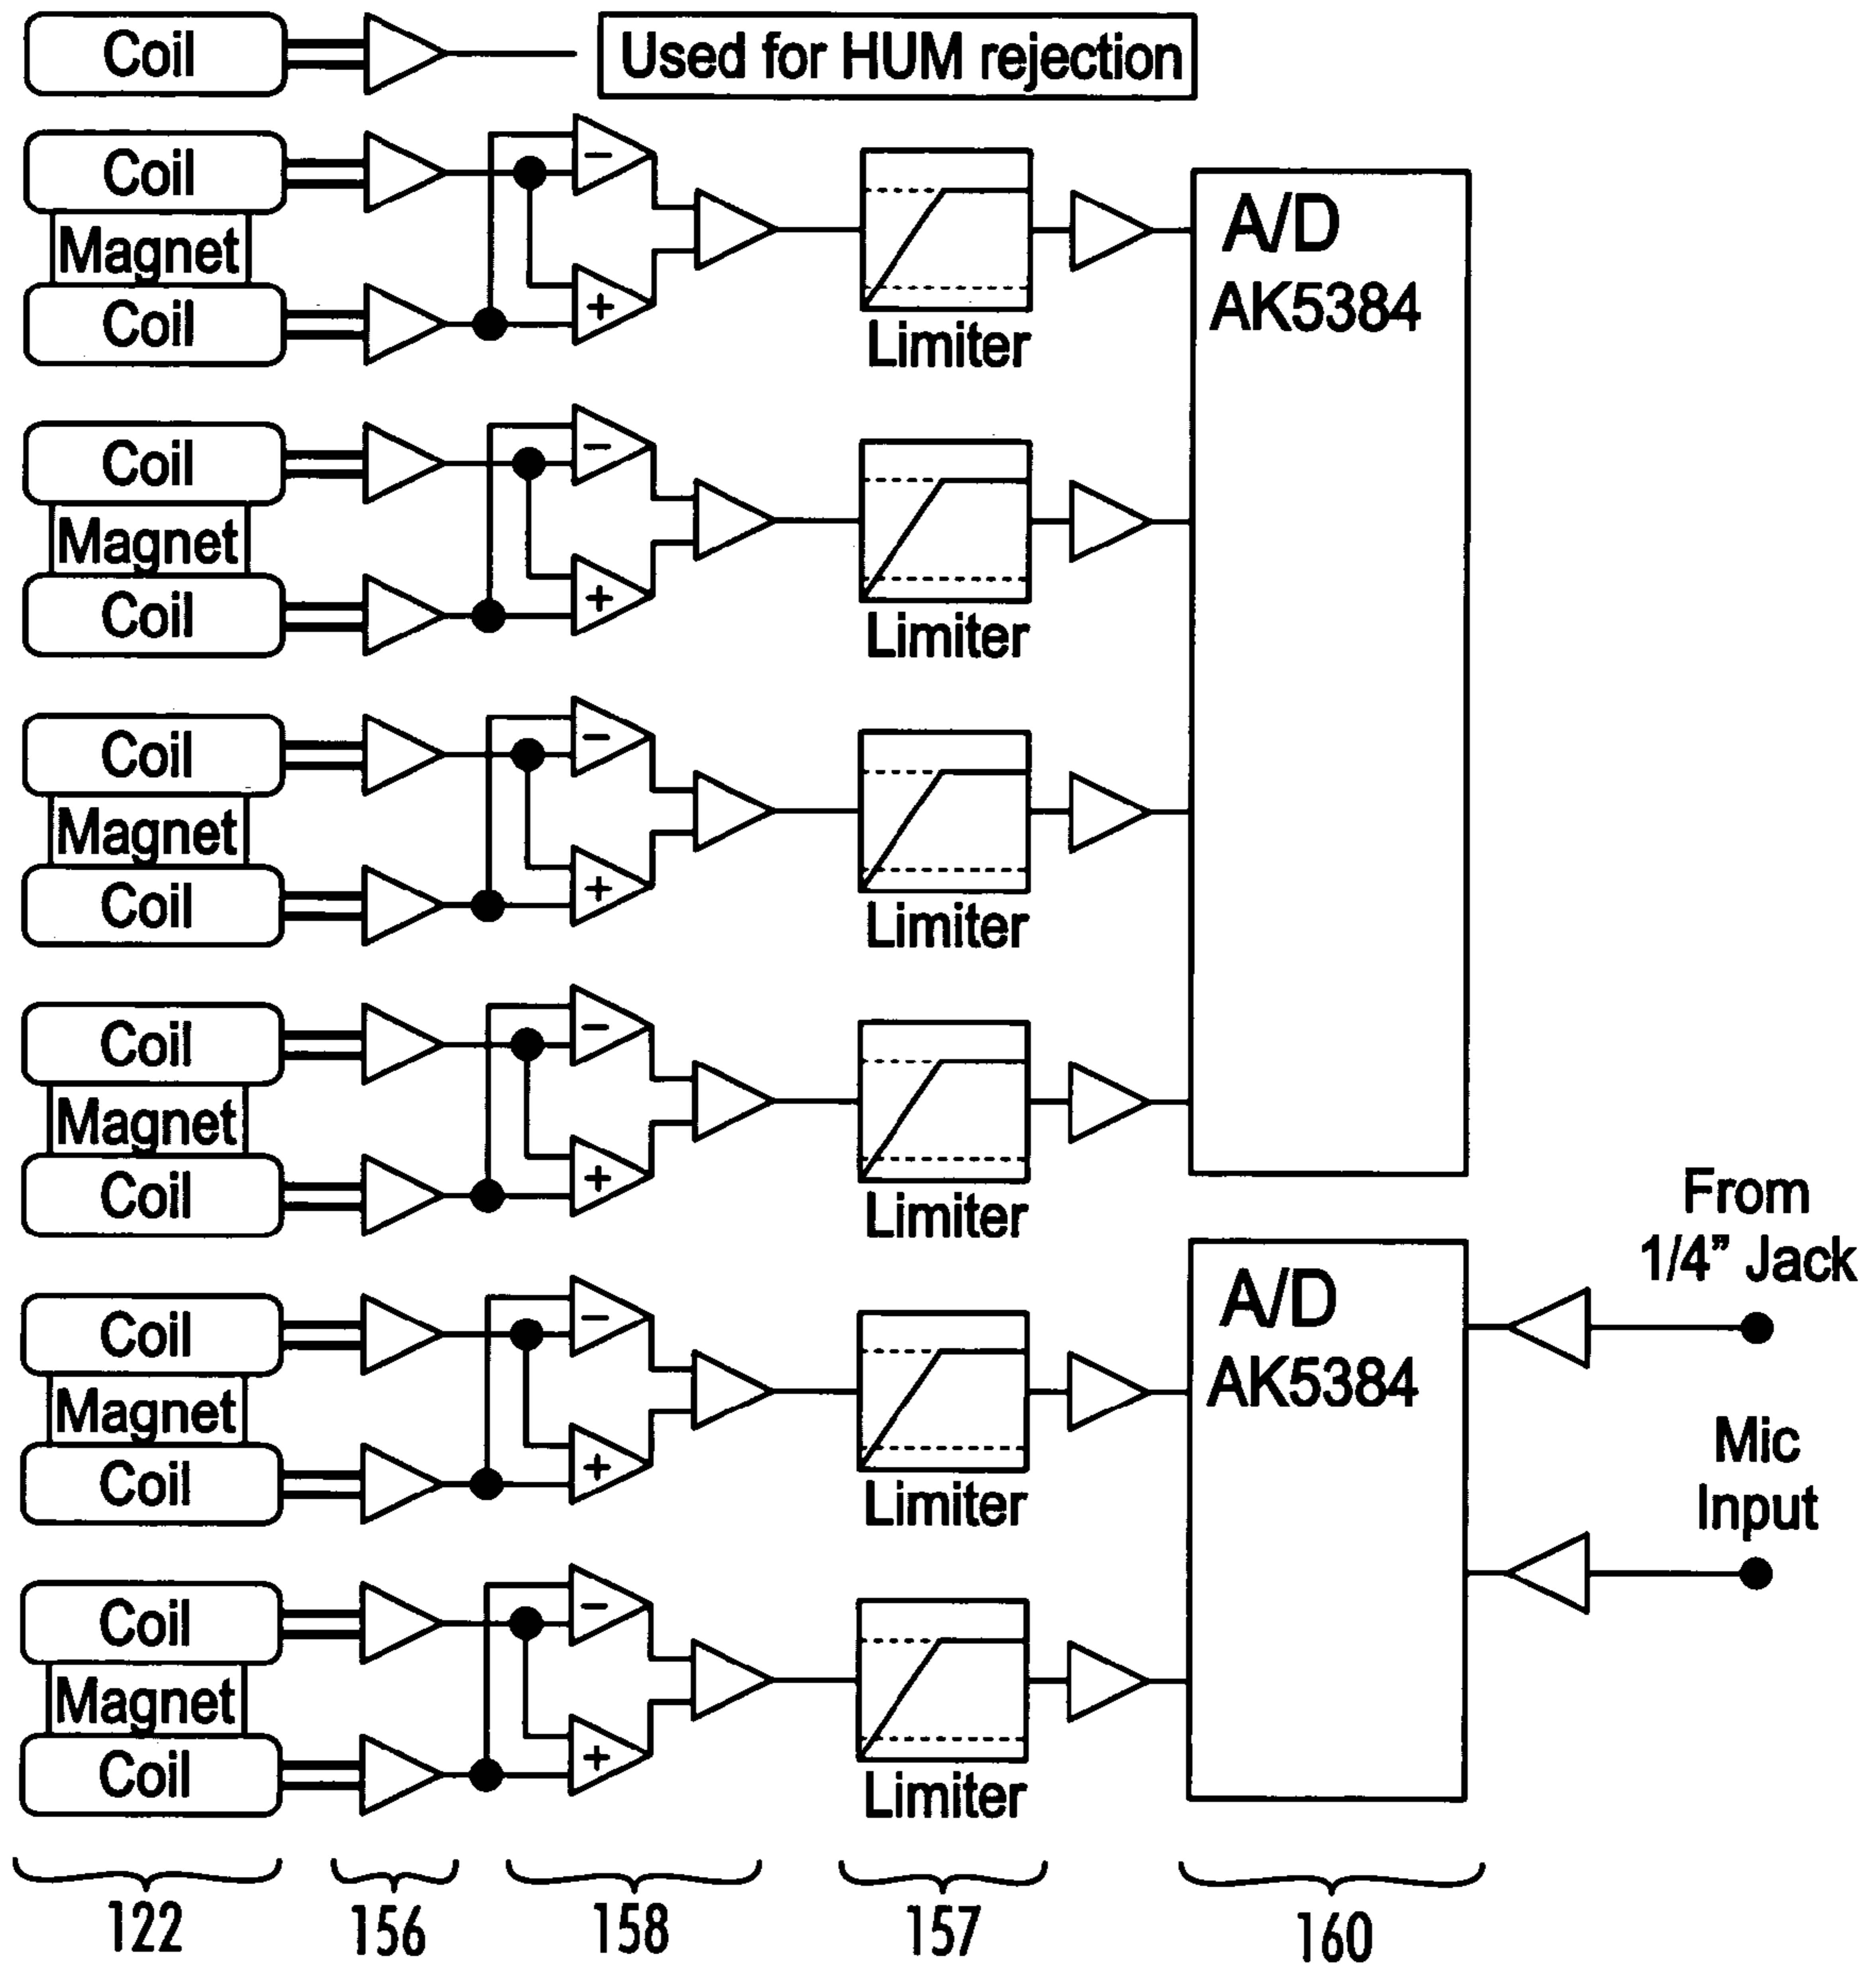 Coil
Used for HUM rejection
Coil
Magnet
Coil
−
+
Limiter
A/D
AK5384
Coil
Magnet
Coil
−
+
Limiter
Coil
Magnet
Coil
−
+
Limiter
Coil
Magnet
Coil
−
+
Limiter
From
1/4” Jack
Coil
Magnet
Coil
−
+
Limiter
A/D
AK5384
Mic
Input
Coil
Magnet
Coil
−
+
Limiter
122
156
158
157
160